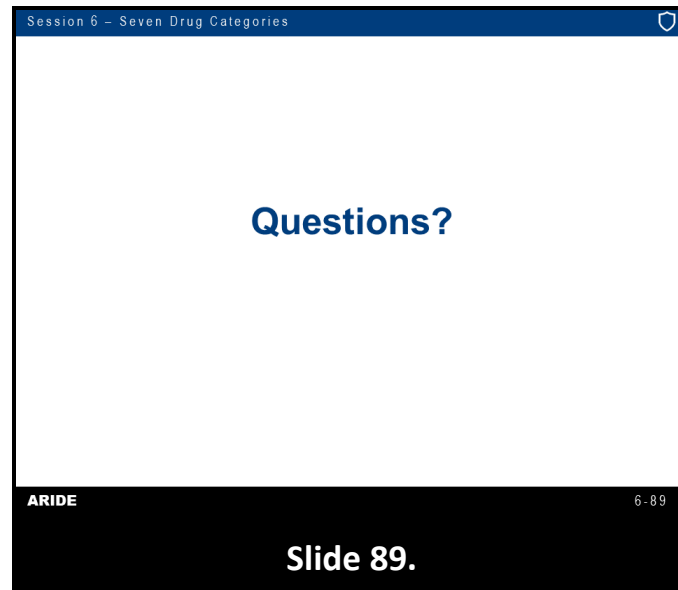 Session 6 – Seven Drug Categories
Questions?
ARIDE
6-89
Slide 89.